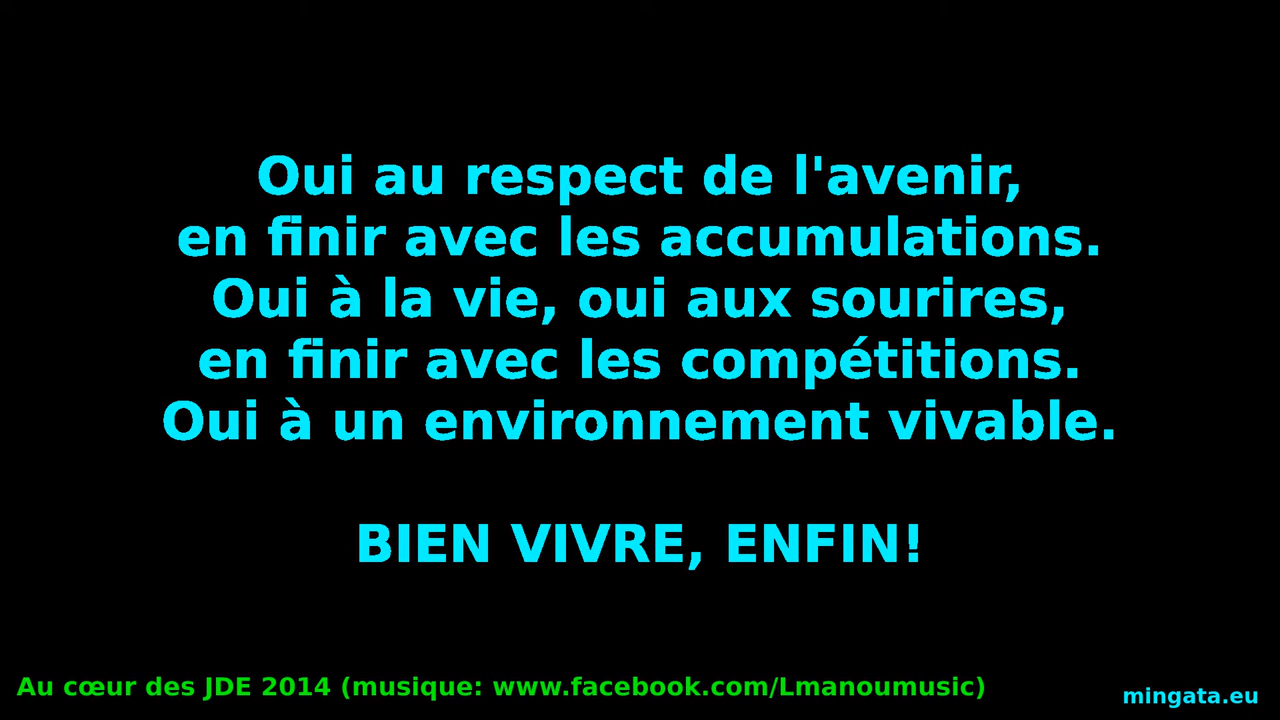 Oui au respect de l'avenir,
en finir avec les accumulations.
Oui à la vie, oui aux sourires,
en finir avec les compétitions.
Oui à un environnement vivable.
BIEN VIVRE, ENFIN!
Au cœur des JDE 2014 (musique: www.facebook.com/Lmanoumusic)
mingata.eu